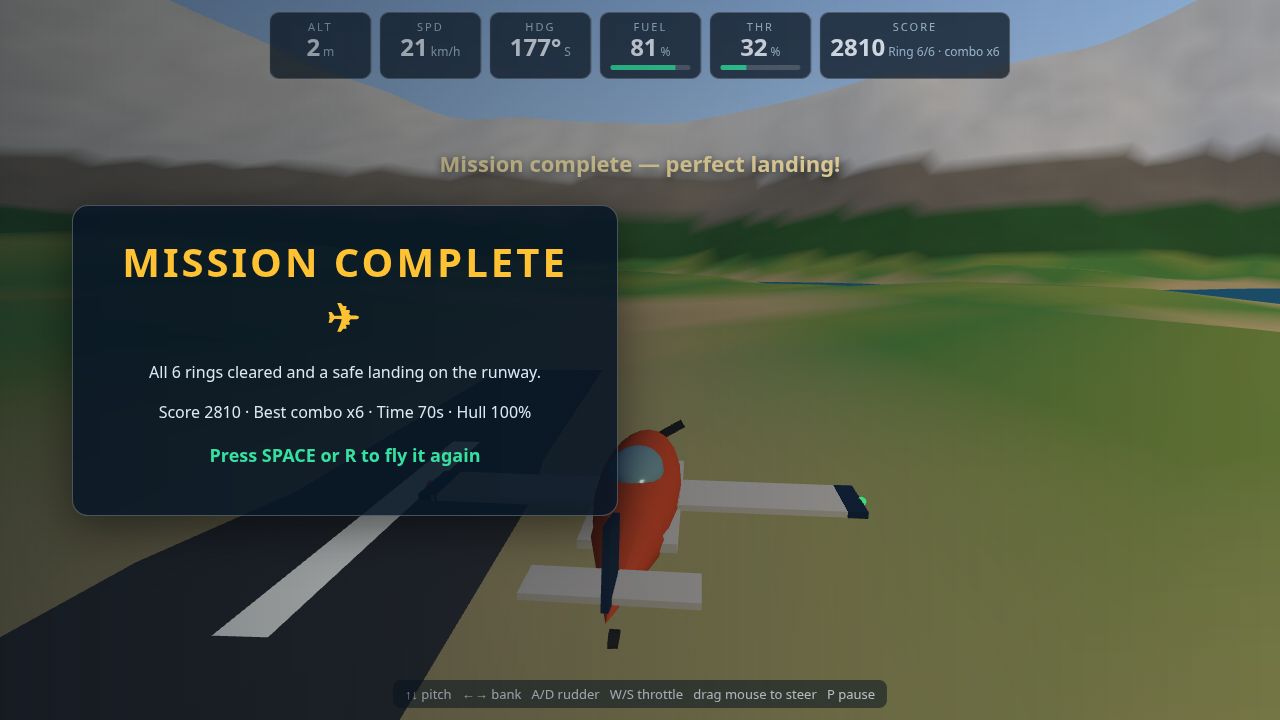 ALT SPD HDG FUEL THR SCORE
2 m 21 km/h 177° S 81 % 32 % 2810 Ring 6/6 · combo x6
Mission complete — perfect landing!
MISSION COMPLETE
✈
All 6 rings cleared and a safe landing on the runway.
Score 2810 · Best combo x6 · Time 70s · Hull 100%
Press SPACE or R to fly it again
↑↓ pitch ←→ bank A/D rudder W/S throttle drag mouse to steer P pause